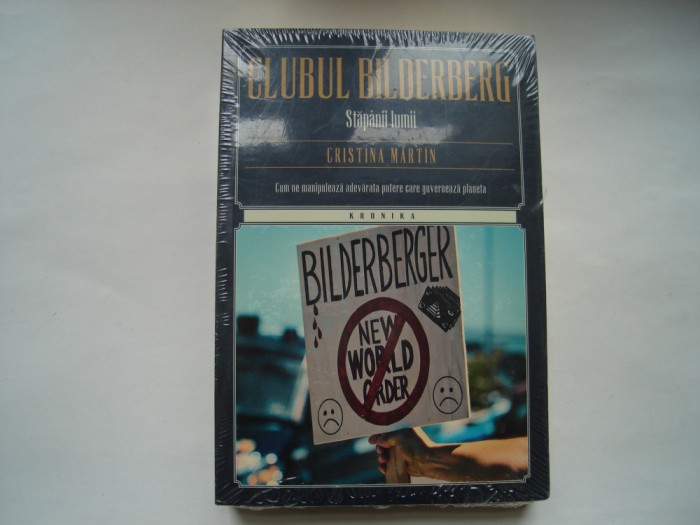 CLUBUL BILDERBERG
Stăpânii lumii
CRISTINA MARTÍN
Cum ne manipulează adevărata putere care guvernează planeta
KRONIKA
BILDERBERGER
NEW
WORLD
ORDER